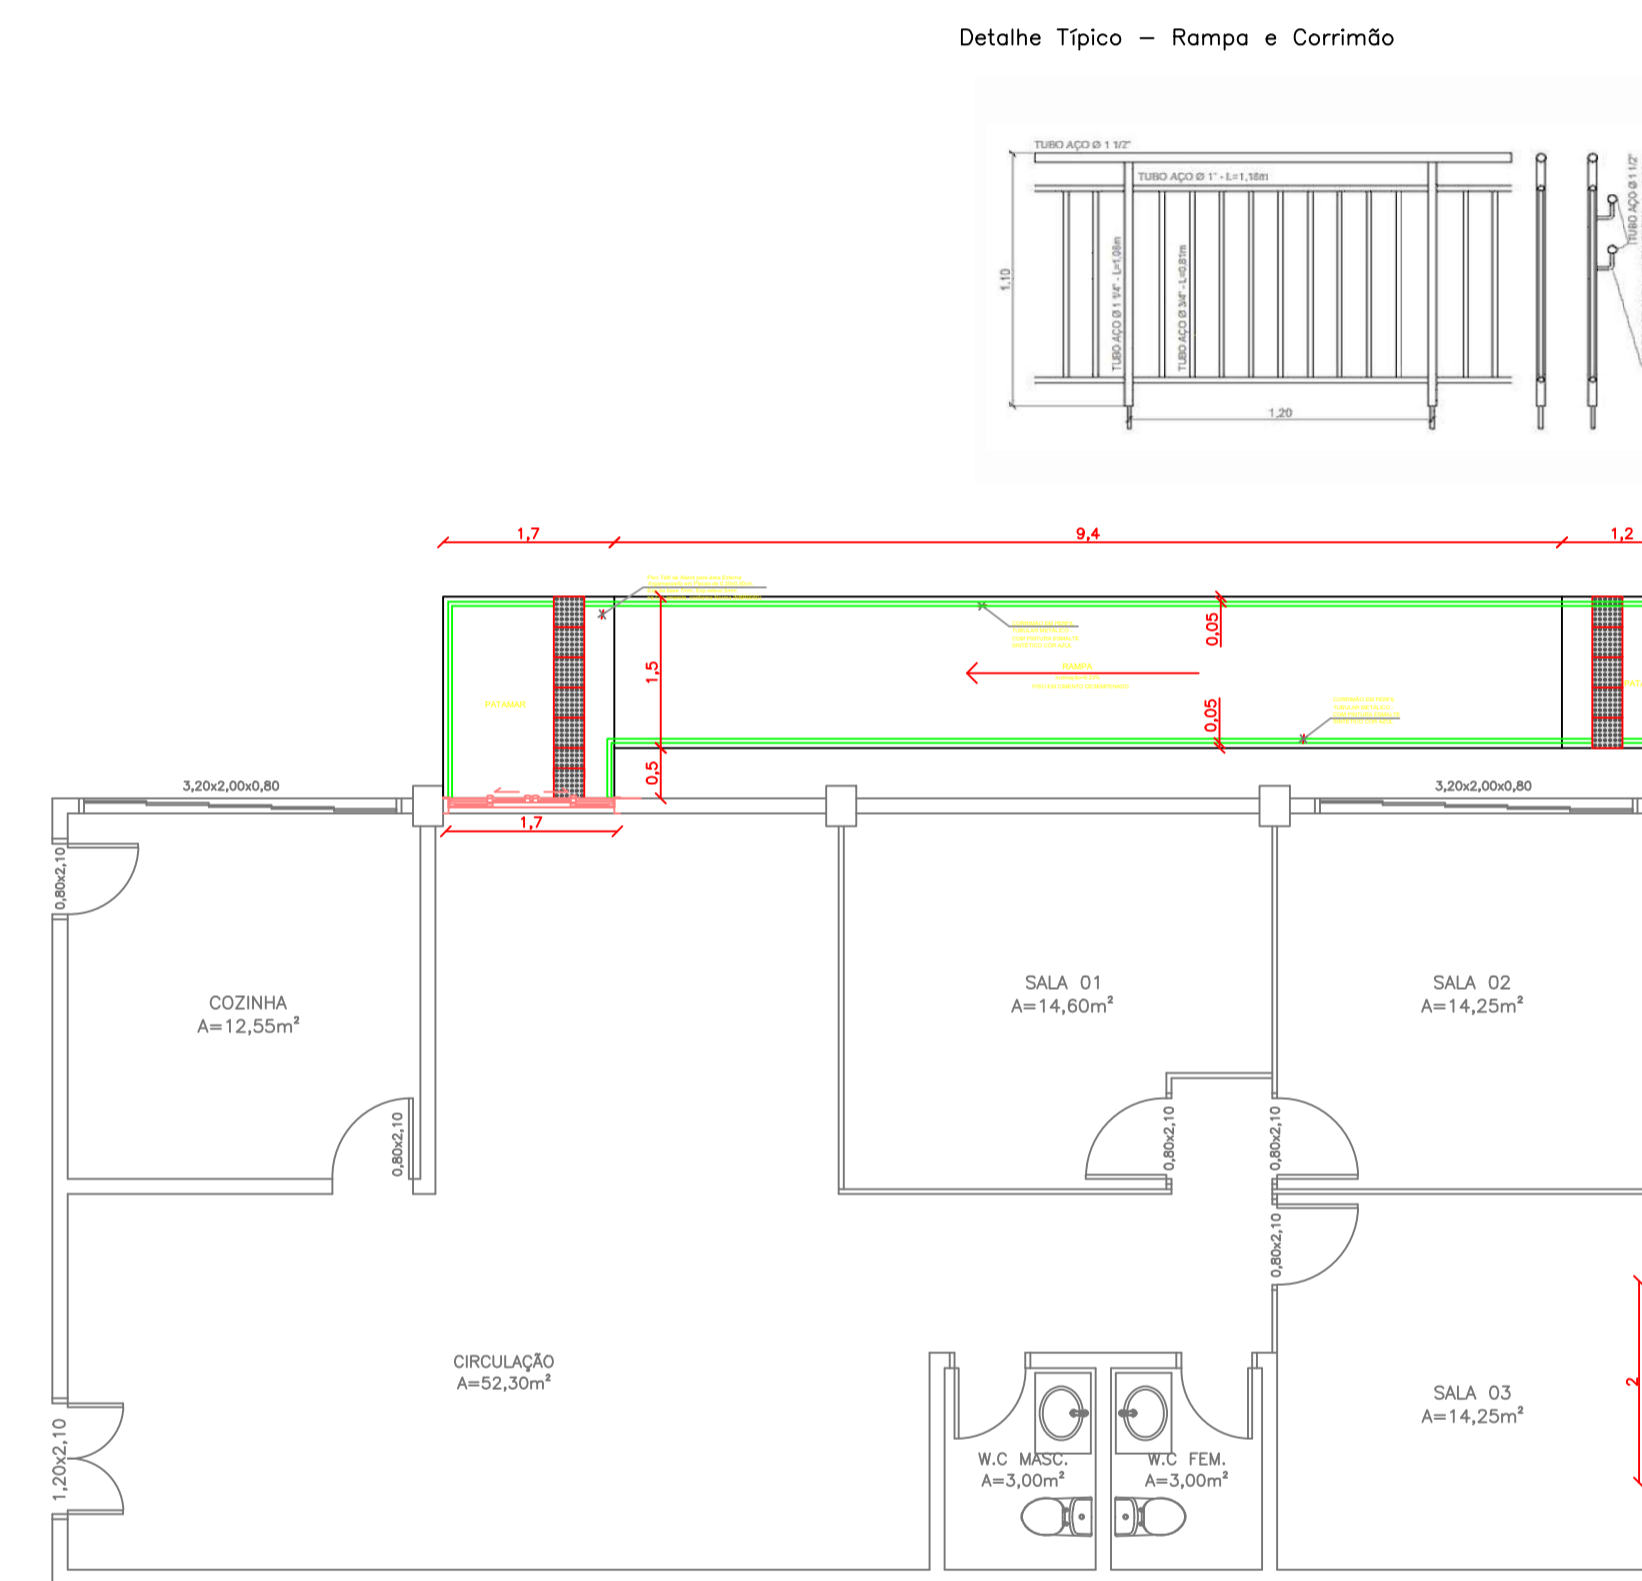 Detalhe Típico – Rampa e Corrimão
TUBO AÇO Ø 1 1/2"
TUBO AÇO Ø 1" - L=1,18m
TUBO AÇO Ø 1 1/4" - L=1,08m
TUBO AÇO Ø 3/4" - L=0,81m
TUBO AÇO Ø 1 1/2"
1,10
1,20
1,7
9,4
1,2
1,5
0,05
0,05
0,5
RAMPA
PATAMAR
3,20x2,00x0,80
3,20x2,00x0,80
1,7
0,80x2,10
COZINHA
A=12,55m²
SALA 01
A=14,60m²
SALA 02
A=14,25m²
0,80x2,10
0,80x2,10
0,80x2,10
0,80x2,10
CIRCULAÇÃO
A=52,30m²
SALA 03
A=14,25m²
2
1,20x2,10
W.C MASC.
A=3,00m²
W.C FEM.
A=3,00m²